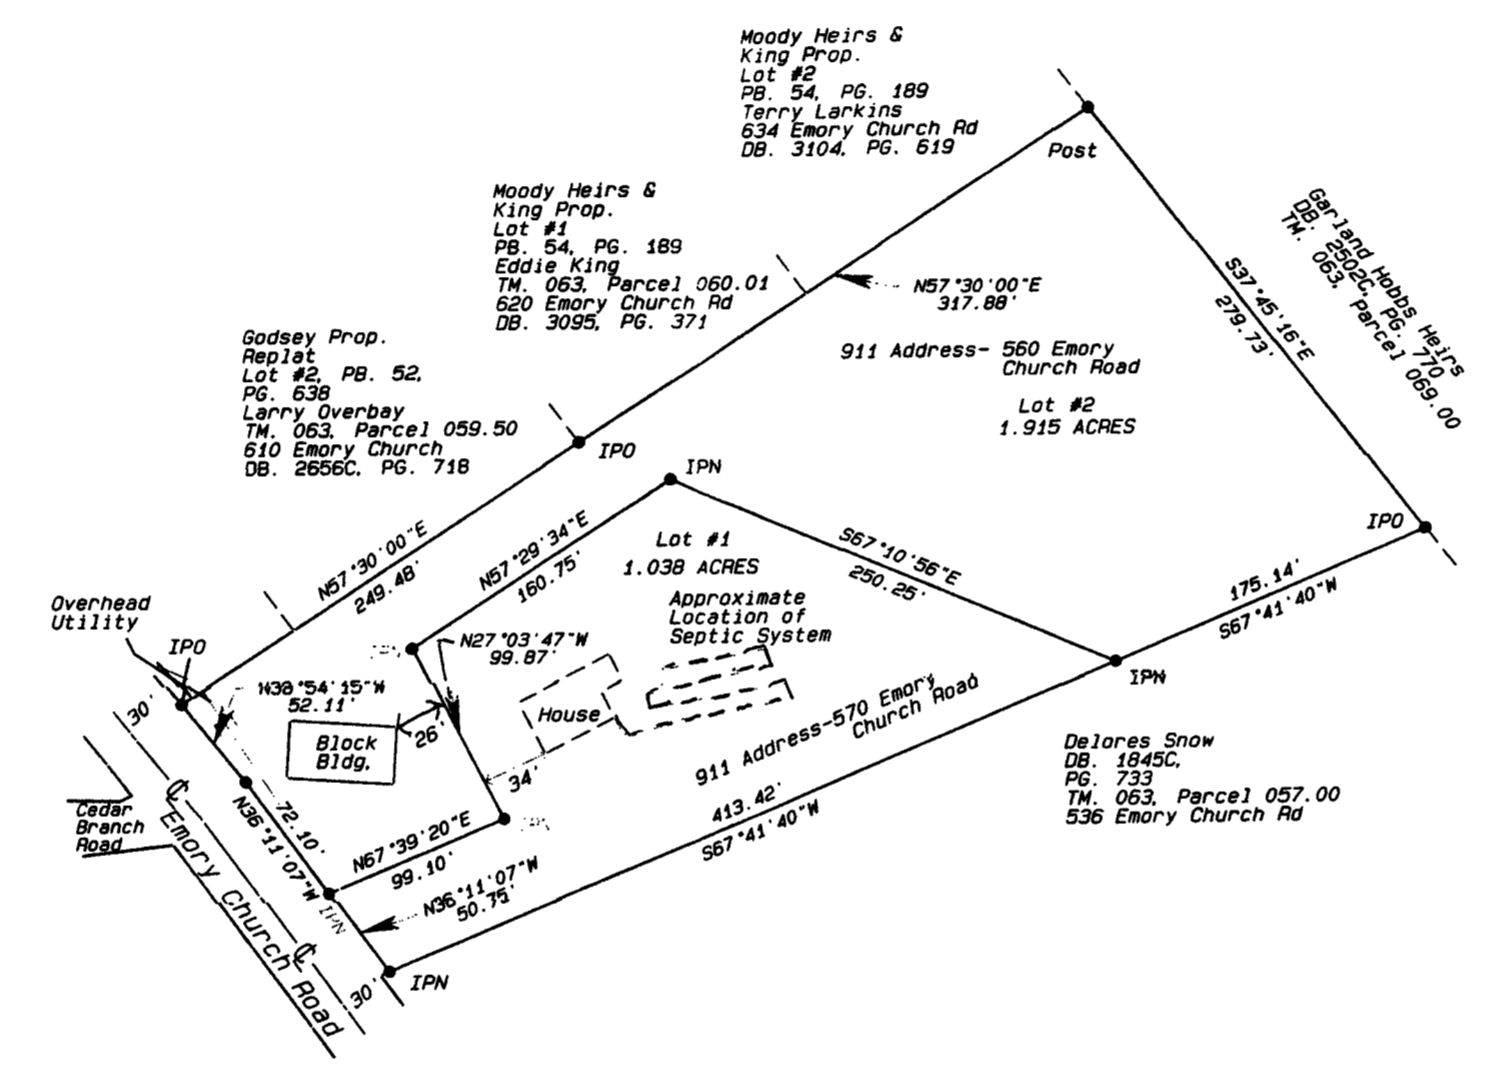 Moody Heirs &
King Prop.
Lot #2
PB. 54, PG. 189
Terry Larkins
634 Emory Church Rd
DB. 3104, PG. 619
Post
Moody Heirs &
King Prop.
Lot #1
PB. 54, PG. 189
Eddie King
TM. 063, Parcel 060.01
620 Emory Church Rd
DB. 3095, PG. 371
Garland Hobbs Heirs
DB. 2502C, PG. 770
TM. 063, Parcel 069.00
S37°45'16"E
279.73'
N57°30'00"E
317.88'
Godsey Prop.
Replat
Lot #2, PB. 52,
PG. 638
Larry Overbay
TM. 063, Parcel 059.50
610 Emory Church
DB. 2656C, PG. 718
911 Address- 560 Emory
Church Road
Lot #2
1.915 ACRES
IPO
IPN
IPO
N57°30'00"E
249.48'
N57°29'34"E
160.75'
Lot #1
1.038 ACRES
S67°10'56"E
250.25'
175.14'
S67°41'40"W
Overhead
Utility
IPO
Approximate
Location of
Septic System
N27°03'47"W
99.87'
N38°54'15"W
52.11'
IPN
30'
House
Block
Bldg.
26'
34'
911 Address-570 Emory
Church Road
Delores Snow
DB. 1845C,
PG. 733
TM. 063, Parcel 057.00
536 Emory Church Rd
413.42'
S67°41'40"W
Cedar
Branch
Road
72.10'
N36°11'07"W
N67°39'20"E
99.10'
N36°11'07"W
50.75'
IPN
Emory Church Road
30'
IPN